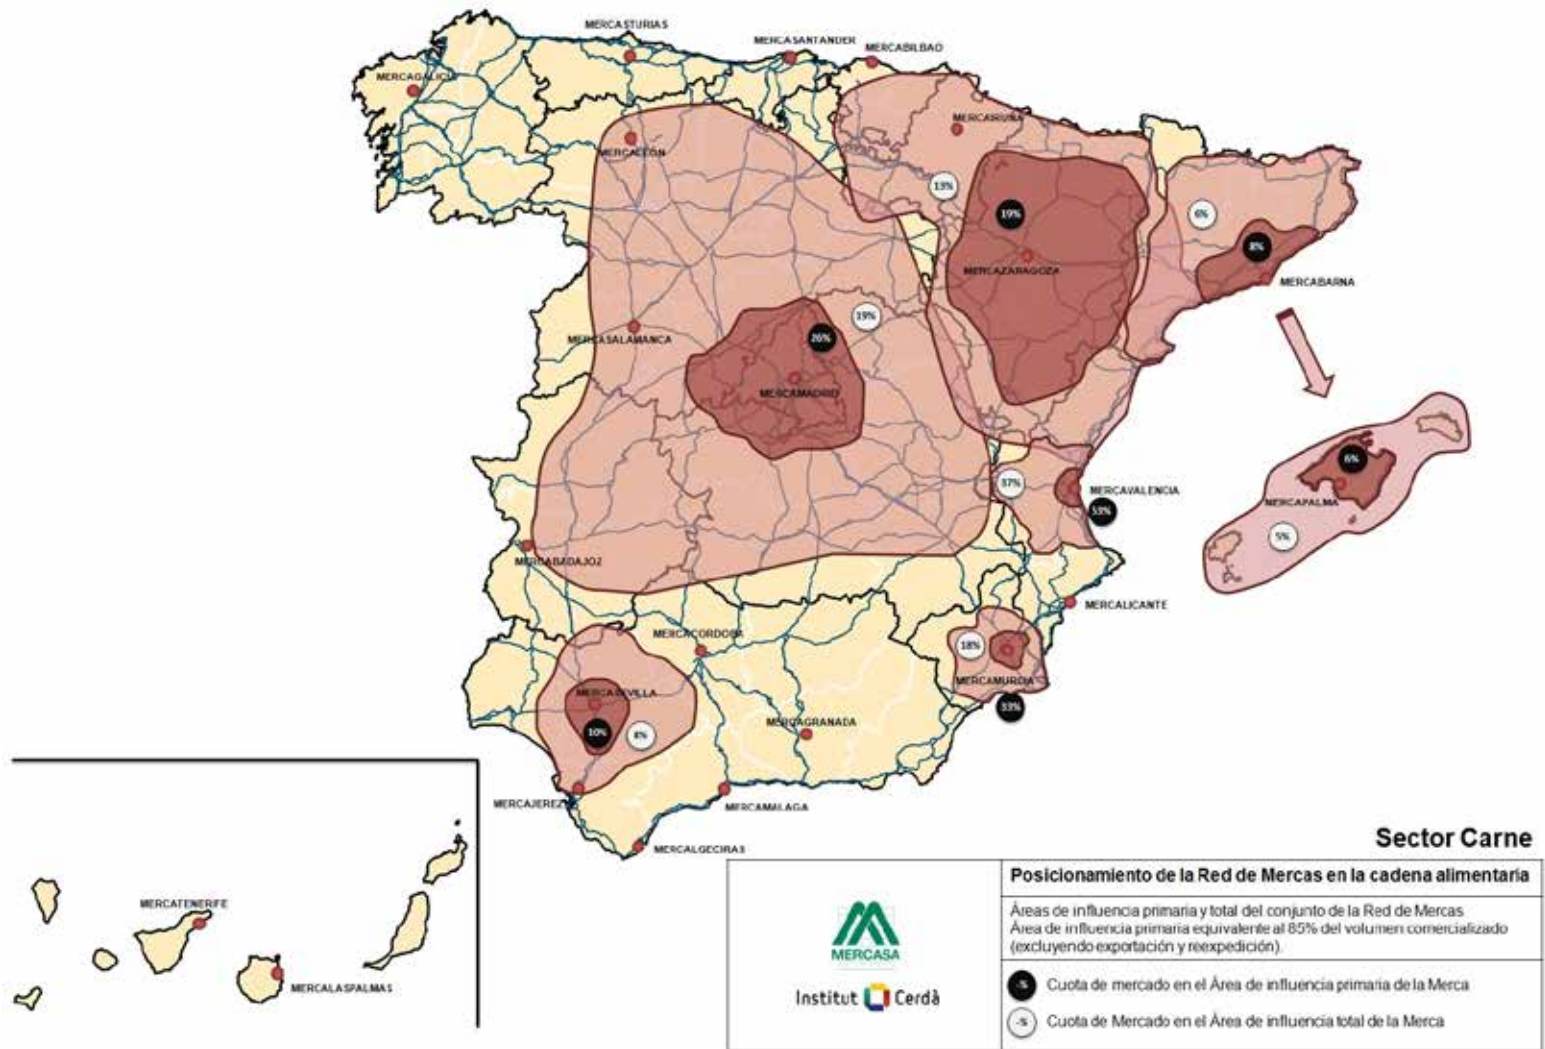 MERCASTURIAS
MERCASANTANDER
MERCABILBAO
MERCAGALICIA
MERCAIRUÑA
MERCALEÓN
13%
19%
6%
8%
MERCAZARAGOZA
MERCABARNA
19%
26%
MERCASALAMANCA
MERCAMADRID
6%
37%
MERCAVALENCIA
MERCAPALMA
5%
MERCABADAJOZ
MERCALICANTE
MERCACORDOBA
18%
MERCAMURCIA
MERCASEVILLA
33%
10%
MERCAGRANADA
MERCAJEREZ
MERCAMALAGA
MERCALGECIRAS
MERCATENERIFE
MERCALASPALMAS
Sector Carne
Posicionamiento de la Red de Mercas en la cadena alimentaria
Áreas de influencia primaria y total del conjunto de la Red de Mercas
Área de influencia primaria equivalente al 85% del volumen comercializado
(excluyendo exportación y reexpedición).
MERCASA
Institut Cerdà
-%
Cuota de mercado en el Área de influencia primaria de la Merca
-%
Cuota de Mercado en el Área de influencia total de la Merca